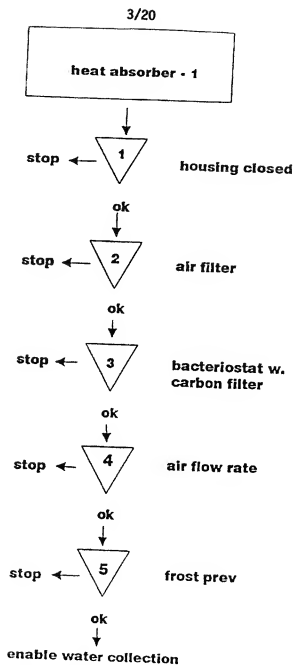 3/20
heat absorber - 1
1
stop
housing closed
ok
2
stop
air filter
ok
3
stop
bacteriostat w.
carbon filter
ok
4
stop
air flow rate
ok
5
stop
frost prev
ok
enable water collection